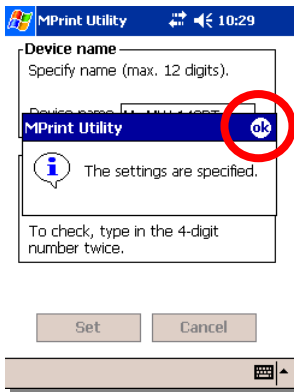 MPrint Utility 10:29
Device name
Specify name (max. 12 digits).
MPrint Utility ok
The settings are specified.
To check, type in the 4-digit
number twice.
Set Cancel